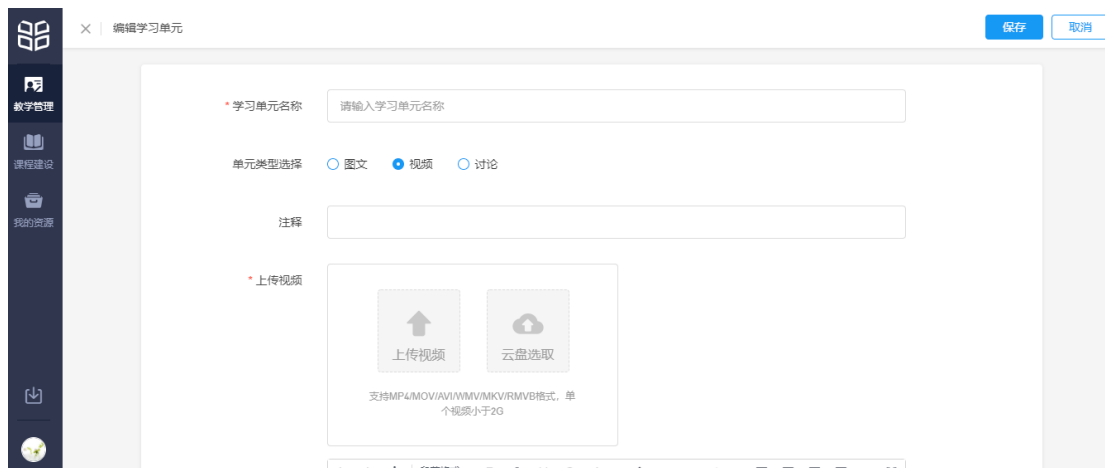 编辑学习单元
保存
取消
教学管理
课程建设
我的资源
* 学习单元名称
请输入学习单元名称
单元类型选择
图文 视频 讨论
注释
* 上传视频
上传视频 云盘选取
支持MP4/MOV/AVI/WMV/MKV/RMVB格式，单
个视频小于2G